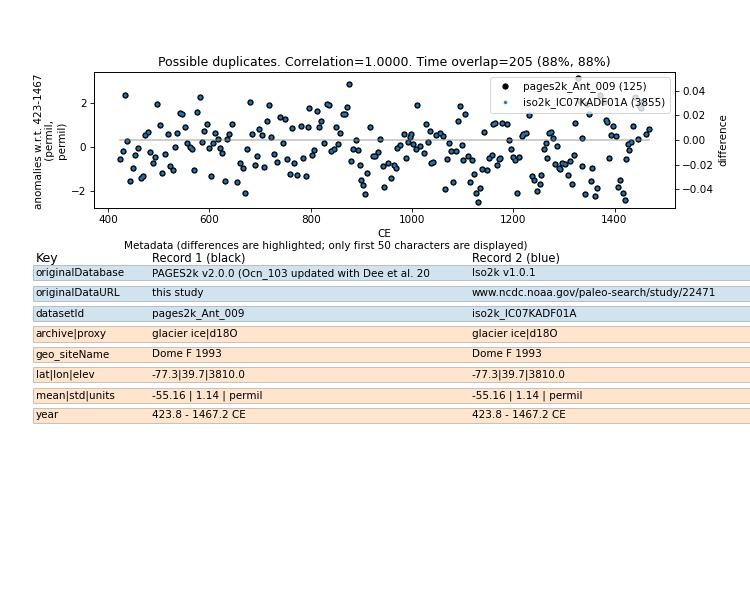 Possible duplicates. Correlation=1.0000. Time overlap=205 (88%, 88%)
anomalies w.r.t. 423-1467
(permil,
permil)
2
0
−2
pages2k_Ant_009 (125)
iso2k_IC07KADF01A (3855)
0.04
0.02
0.00
−0.02
−0.04
difference
400 600 800 1000 1200 1400
CE
Metadata (differences are highlighted; only first 50 characters are displayed)
Key Record 1 (black) Record 2 (blue)
originalDatabase PAGES2k v2.0.0 (Ocn_103 updated with Dee et al. 20 Iso2k v1.0.1
originalDataURL this study www.ncdc.noaa.gov/paleo-search/study/22471
datasetId pages2k_Ant_009 iso2k_IC07KADF01A
archive|proxy glacier ice|d18O glacier ice|d18O
geo_siteName Dome F 1993 Dome F 1993
lat|lon|elev -77.3|39.7|3810.0 -77.3|39.7|3810.0
mean|std|units -55.16 | 1.14 | permil -55.16 | 1.14 | permil
year 423.8 - 1467.2 CE 423.8 - 1467.2 CE